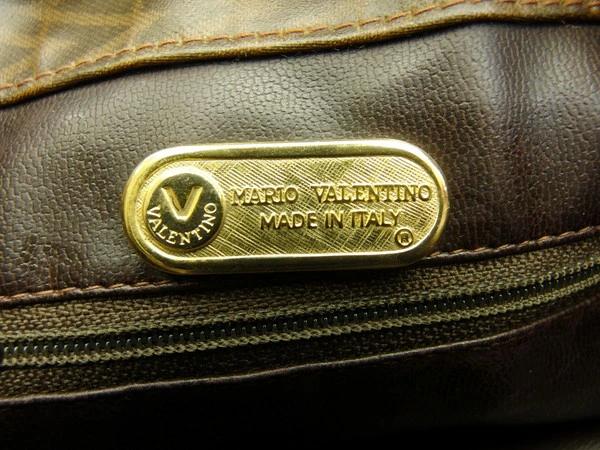 V
VALENTINO
MARIO VALENTINO
MADE IN ITALY
®